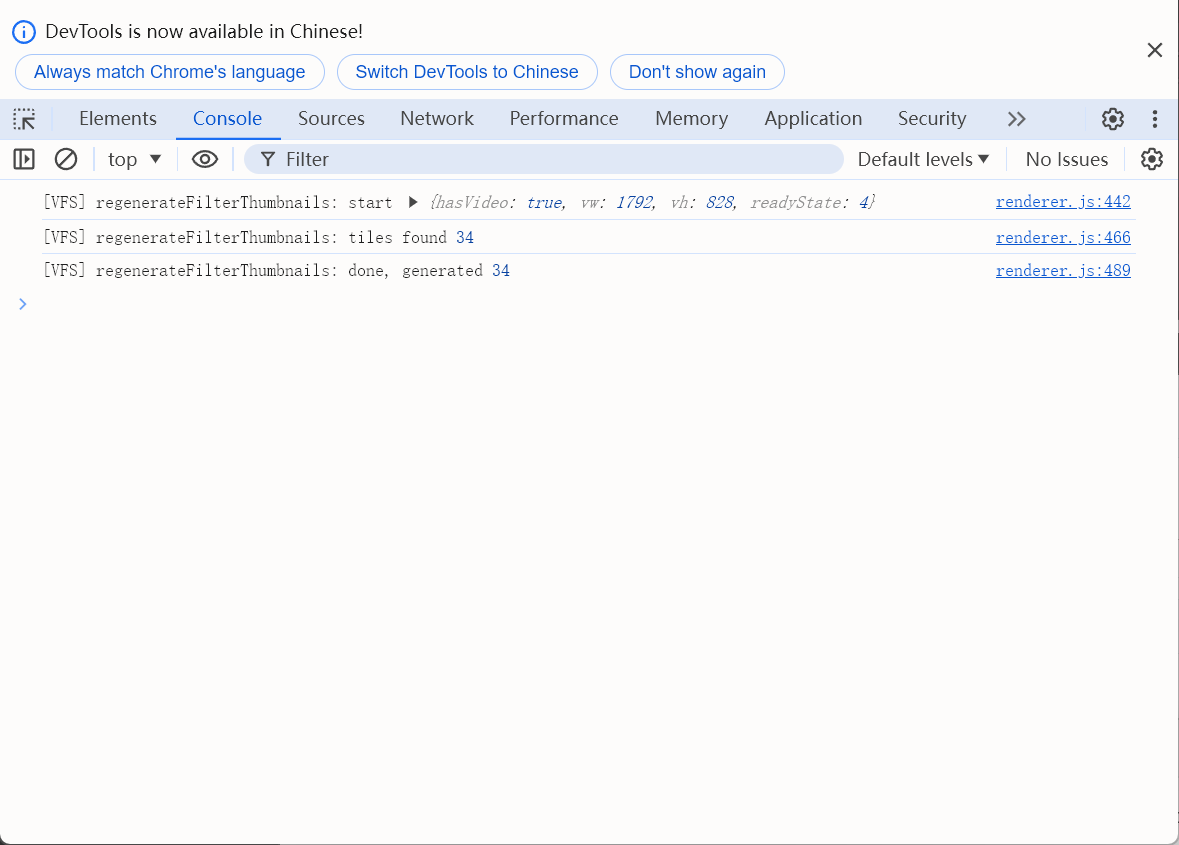 DevTools is now available in Chinese!
Always match Chrome's language Switch DevTools to Chinese Don't show again
Elements Console Sources Network Performance Memory Application Security
top Filter Default levels No Issues
[VFS] regenerateFilterThumbnails: start {hasVideo: true, vw: 1792, vh: 828, readyState: 4} renderer.js:442
[VFS] regenerateFilterThumbnails: tiles found 34 renderer.js:466
[VFS] regenerateFilterThumbnails: done, generated 34 renderer.js:489